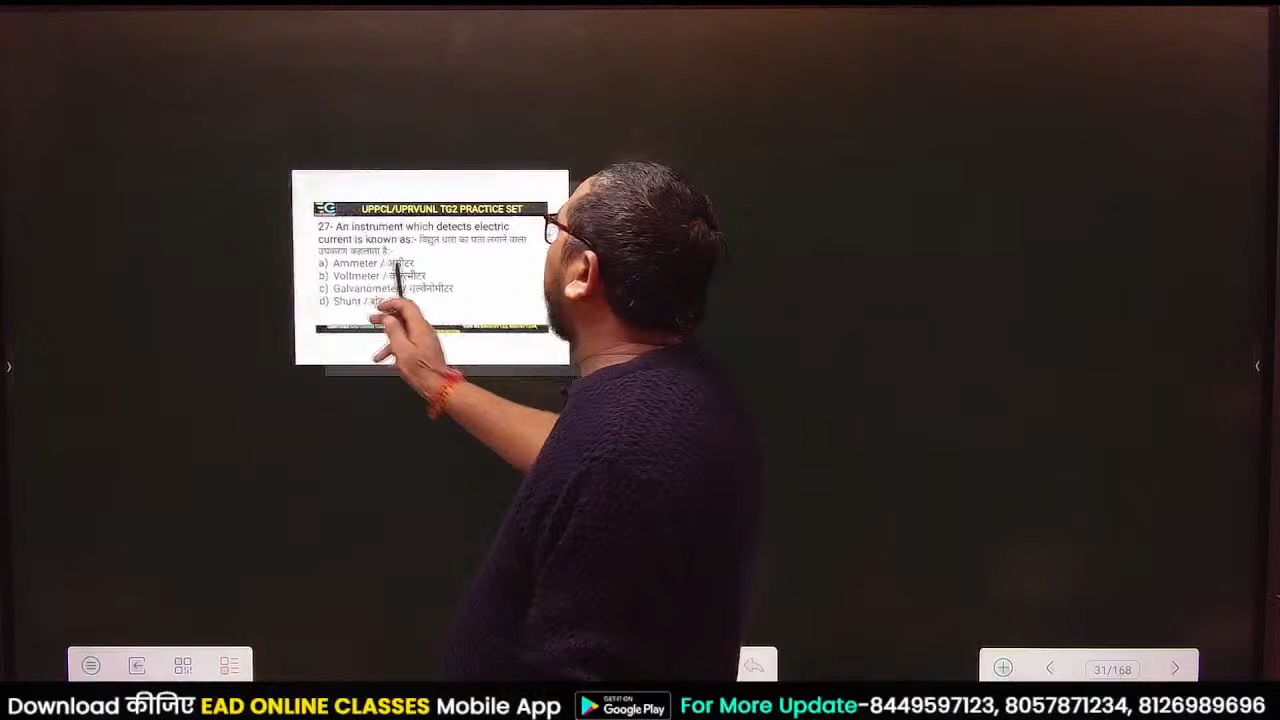 UPPCL/UPRVUNL TG2 PRACTICE SET
27- An instrument which detects electric
current is known as:- विद्युत धारा का पता लगाने वाला
उपकरण कहलाता है:-
a) Ammeter /
b) Voltmeter /
c) Galvanometer / गल्वेनोमीटर
d) Shunt / शंट
31/168
Download कीजिए EAD ONLINE CLASSES Mobile App
GET IT ON
Google Play
For More Update-8449597123, 8057871234, 8126989696